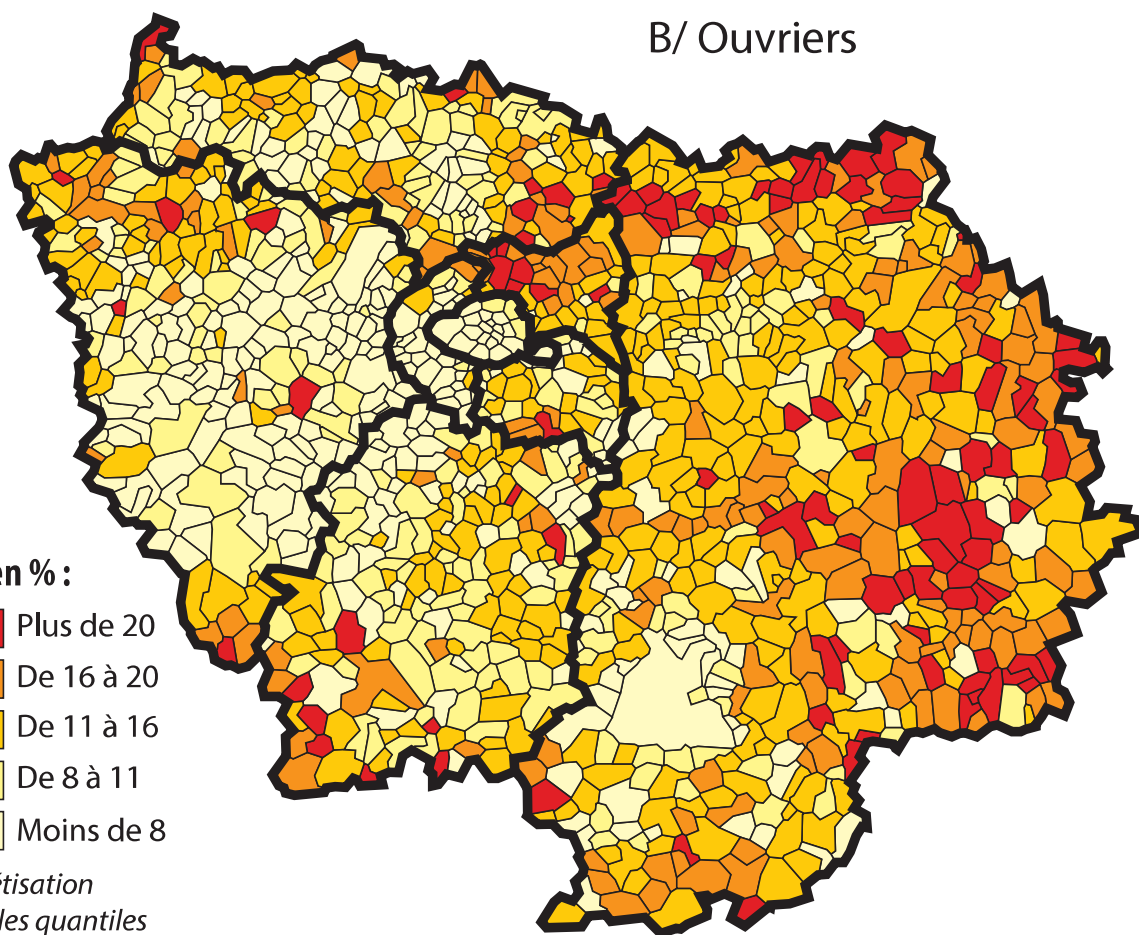 B/ Ouvriers
en % :
Plus de 20
De 16 à 20
De 11 à 16
De 8 à 11
Moins de 8
étisation
les quantiles